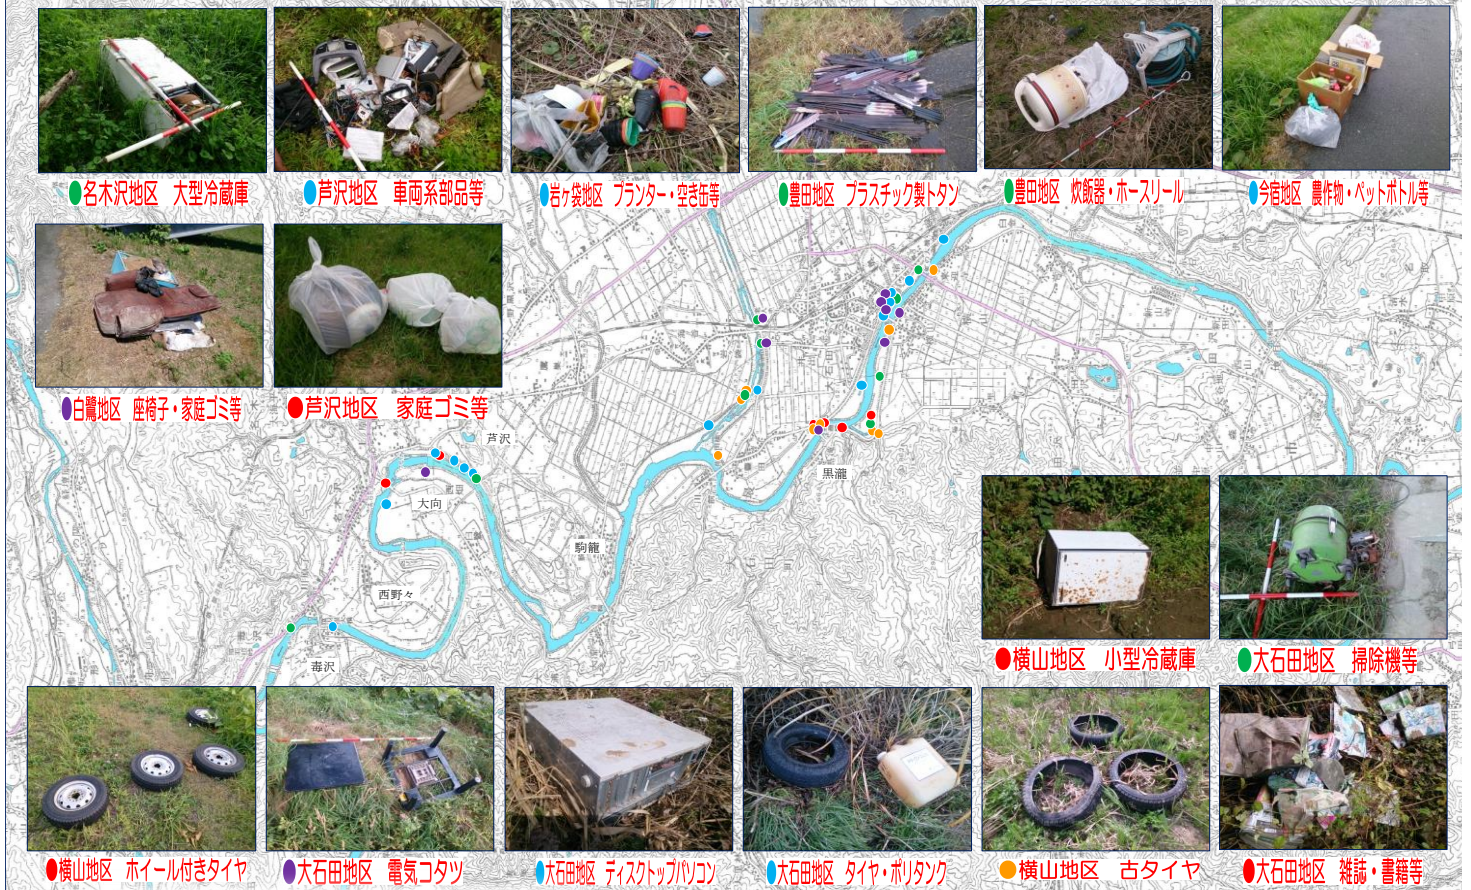 名木沢地区 大型冷蔵庫
芦沢地区 車両系部品等
岩ヶ袋地区 プランター・空き缶等
豊田地区 プラスチック製トタン
豊田地区 炊飯器・ホースリール
今宿地区 農作物・ペットボトル等
白鷺地区 座椅子・家庭ゴミ等
芦沢地区 家庭ゴミ等
芦沢
大向
黒瀧
駒籠
西野々
毒沢
横山地区 小型冷蔵庫
大石田地区 掃除機等
横山地区 ホイール付きタイヤ
大石田地区 電気コタツ
大石田地区 ディスクトップパソコン
大石田地区 タイヤ・ポリタンク
横山地区 古タイヤ
大石田地区 雑誌・書籍等